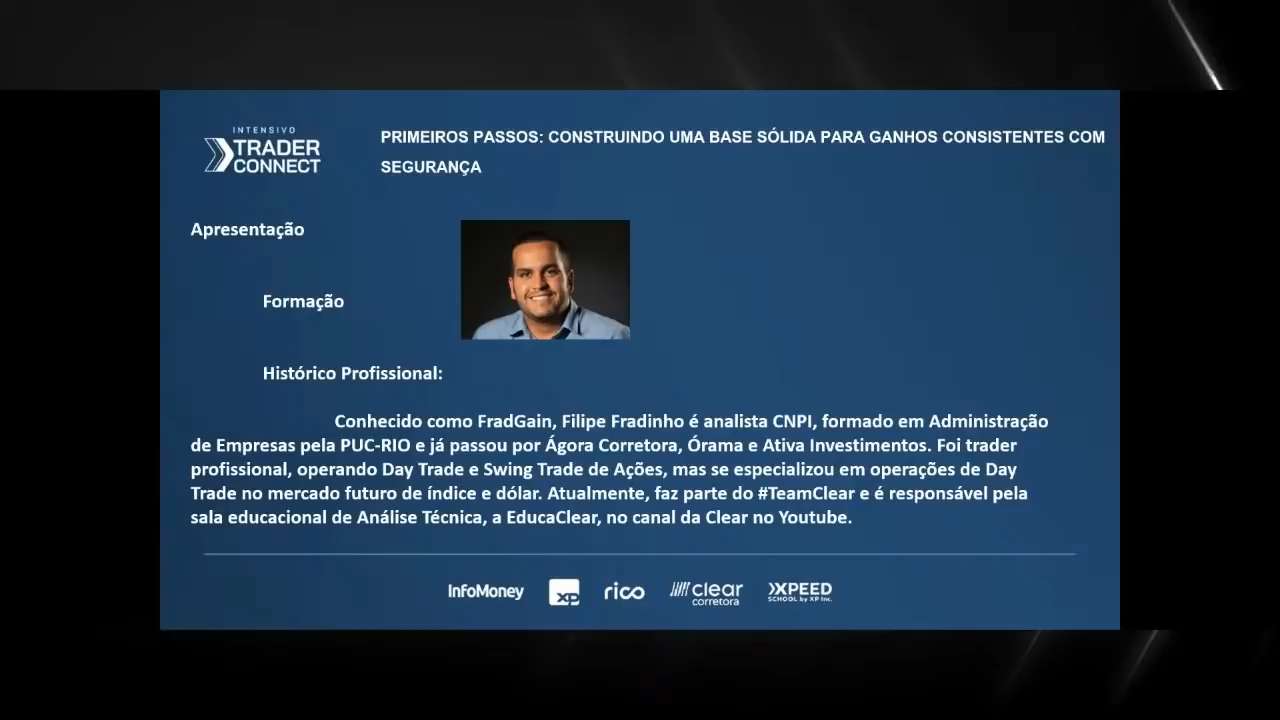 INTENSIVO
TRADER
CONNECT
PRIMEIROS PASSOS: CONSTRUINDO UMA BASE SÓLIDA PARA GANHOS CONSISTENTES COM
SEGURANÇA
Apresentação
Formação
Histórico Profissional:
Conhecido como FradGain, Filipe Fradinho é analista CNPI, formado em Administração
de Empresas pela PUC-RIO e já passou por Ágora Corretora, Órama e Ativa Investimentos. Foi trader
profissional, operando Day Trade e Swing Trade de Ações, mas se especializou em operações de Day
Trade no mercado futuro de índice e dólar. Atualmente, faz parte do #TeamClear e é responsável pela
sala educacional de Análise Técnica, a EducaClear, no canal da Clear no Youtube.
InfoMoney
xp
rico
clear
corretora
XPEED
SCHOOL by XP Inc.